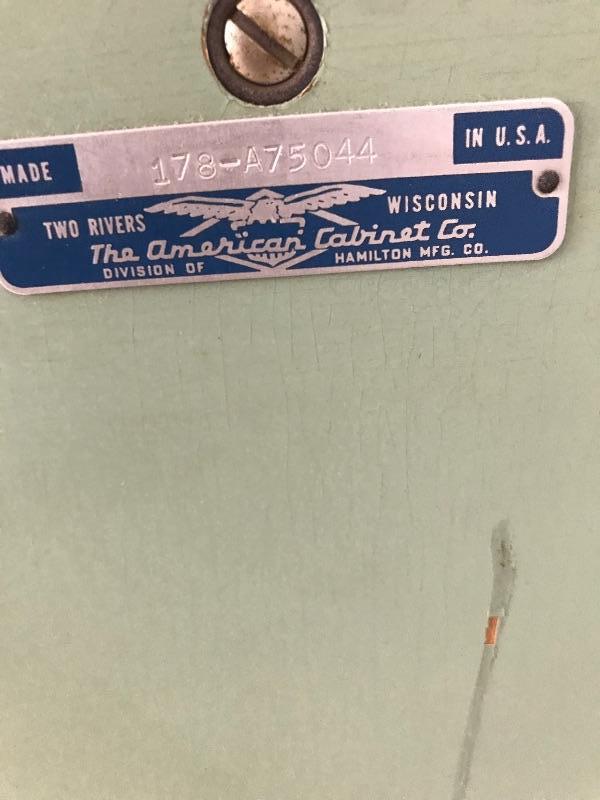 MADE 178-A75044 IN U.S.A.
TWO RIVERS WISCONSIN
The American Cabinet Co.
DIVISION OF HAMILTON MFG. CO.